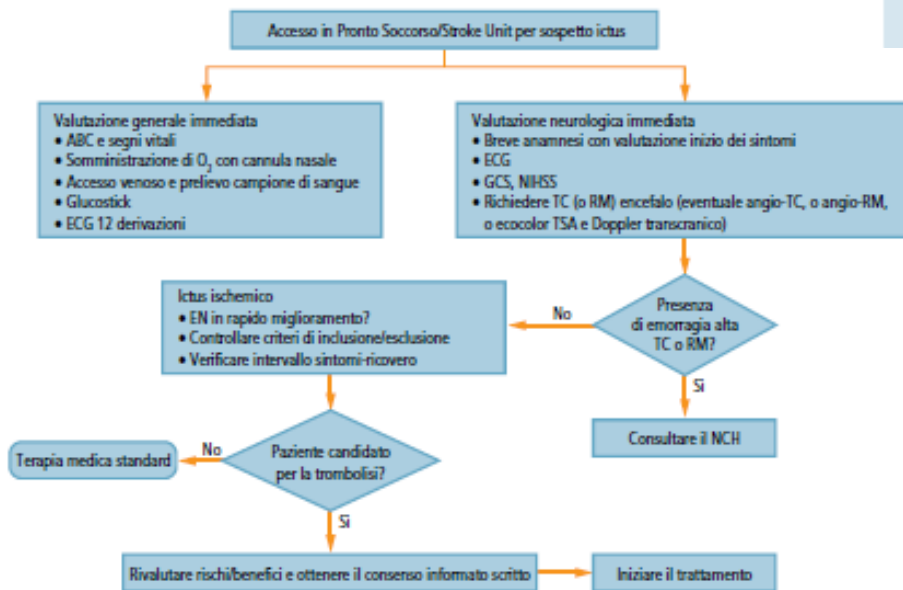 Accesso in Pronto Soccorso/Stroke Unit per sospetto ictus
Valutazione generale immediata
• ABC e segni vitali
• Somministrazione di O₂ con cannula nasale
• Accesso venoso e prelievo campione di sangue
• Glucostick
• ECG 12 derivazioni
Valutazione neurologica immediata
• Breve anamnesi con valutazione inizio dei sintomi
• ECG
• GCS, NIHSS
• Richiedere TC (o RM) encefalo (eventuale angio-TC, o angio-RM,
o ecocolor TSA e Doppler transcranico)
Ictus ischemico
• EN in rapido miglioramento?
• Controllare criteri di inclusione/esclusione
• Verificare intervallo sintomi-ricovero
No
Presenza
di emorragia alta
TC o RM?
Si
Consultare il NCH
Terapia medica standard
No
Paziente candidato
per la trombolisi?
Si
Rivalutare rischi/benefici e ottenere il consenso informato scritto
Iniziare il trattamento